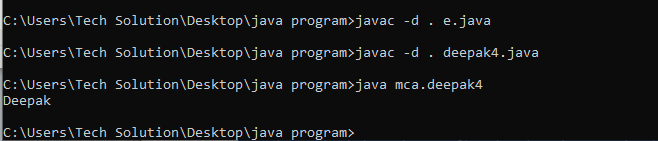 C:\Users\Tech Solution\Desktop\java program>javac -d . e.java
C:\Users\Tech Solution\Desktop\java program>javac -d . deepak4.java
C:\Users\Tech Solution\Desktop\java program>java mca.deepak4
Deepak
C:\Users\Tech Solution\Desktop\java program>